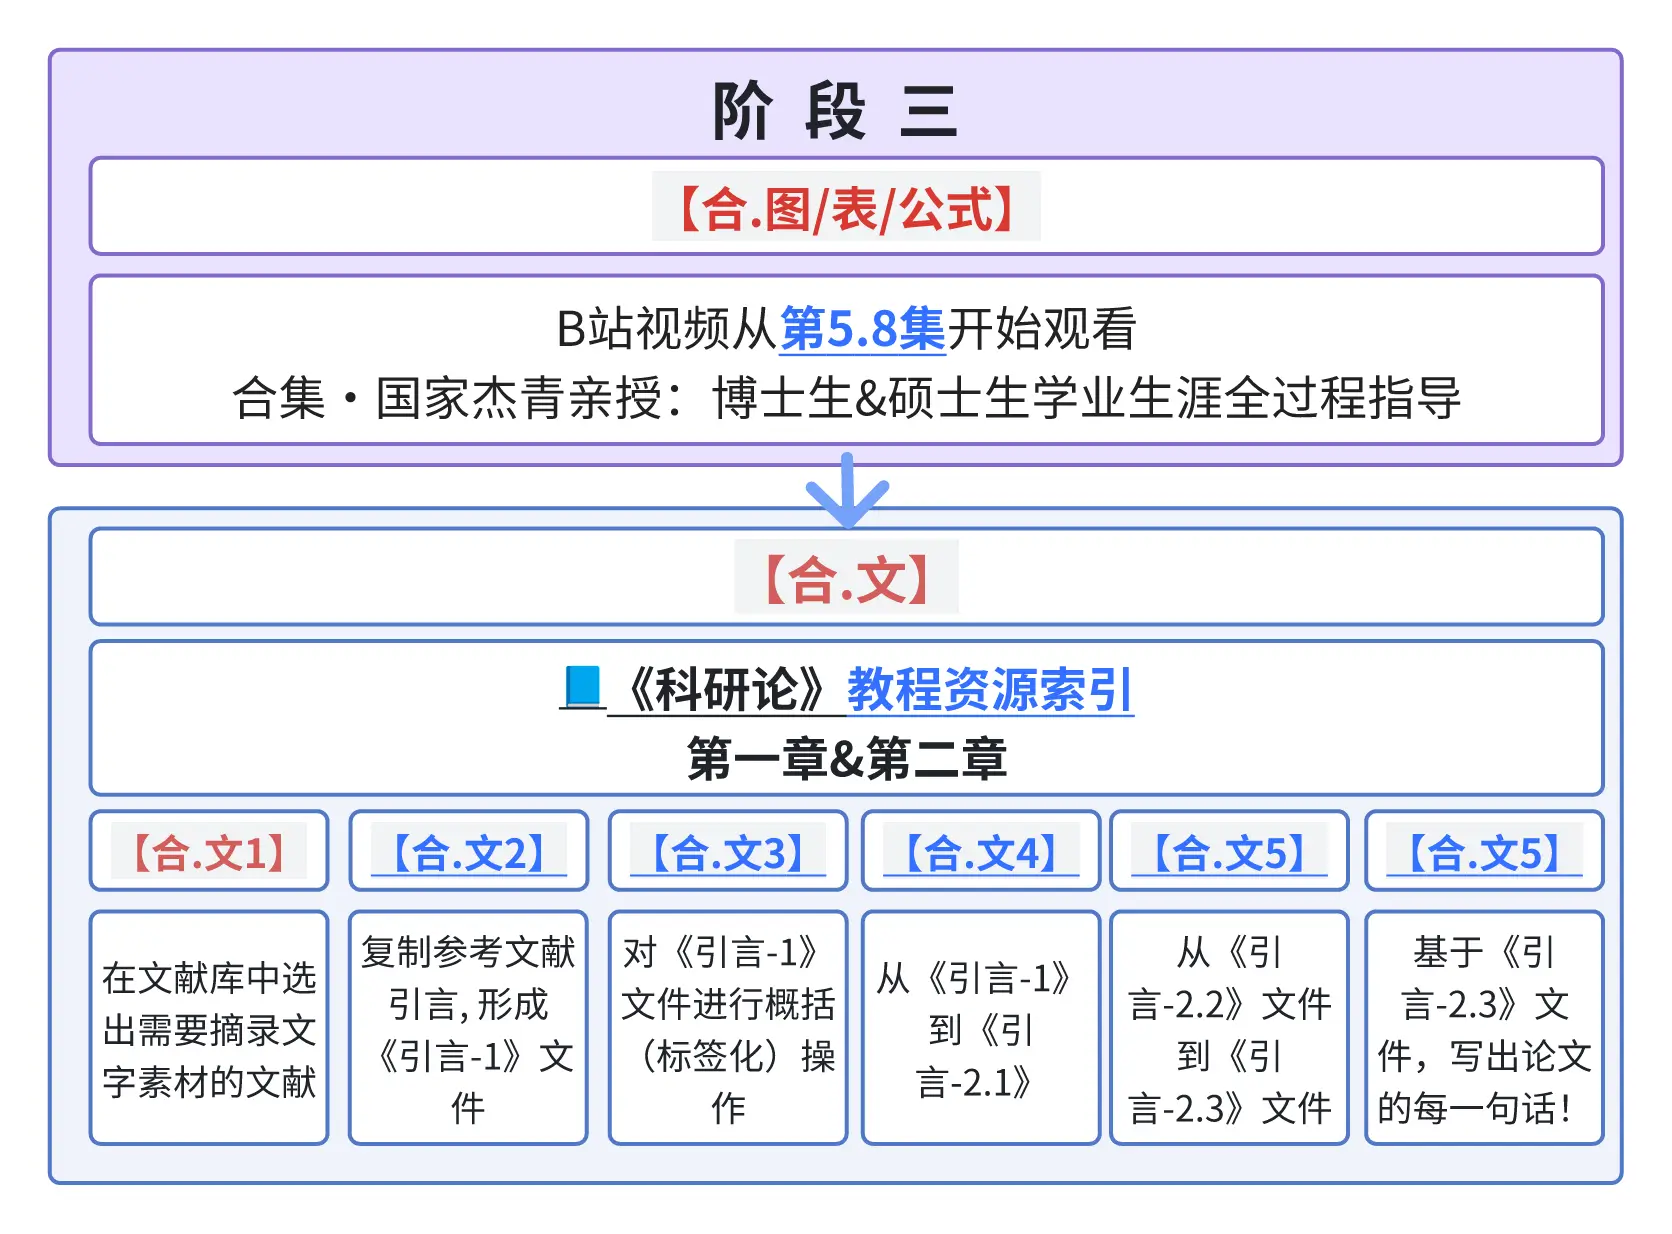 阶 段 三
【合.图/表/公式】
B站视频从第5.8集开始观看
合集·国家杰青亲授：博士生&硕士生学业生涯全过程指导
【合.文】
《科研论》教程资源索引
第一章&第二章
【合.文1】
【合.文2】
【合.文3】
【合.文4】
【合.文5】
【合.文5】
在文献库中选
出需要摘录文
字素材的文献
复制参考文献
引言, 形成
《引言-1》文
件
对《引言-1》
文件进行概括
（标签化）操
作
从《引言-1》
到《引
言-2.1》
从《引
言-2.2》文件
到《引
言-2.3》文件
基于《引
言-2.3》文
件，写出论文
的每一句话！